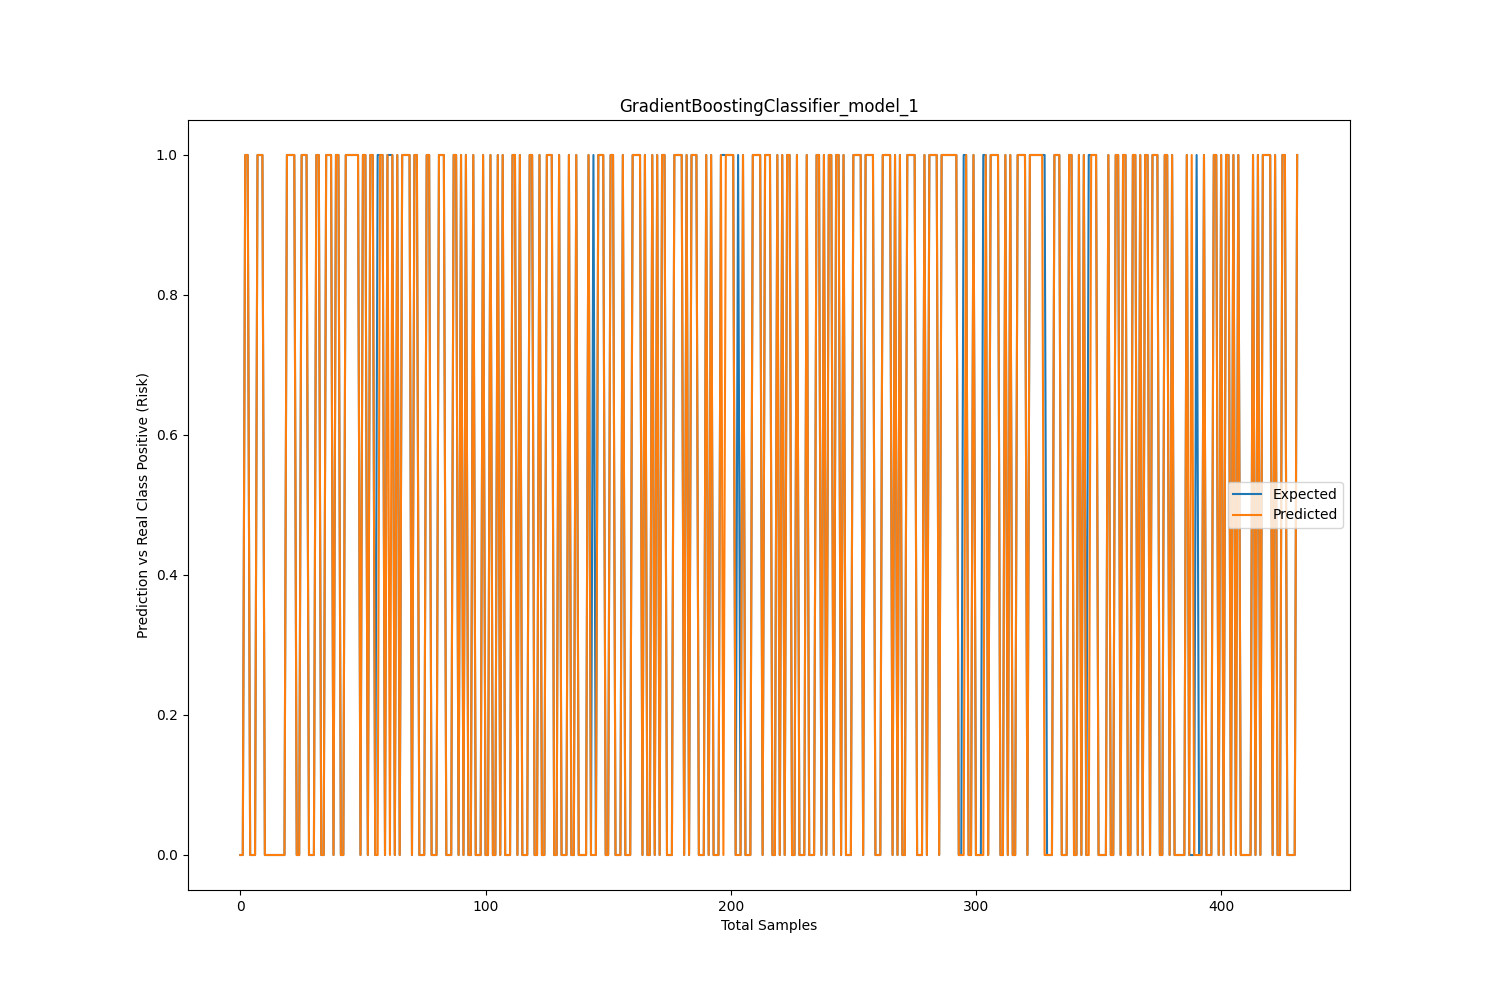 GradientBoostingClassifier_model_1
Prediction vs Real Class Positive (Risk)
1.0
0.8
0.6
0.4
0.2
0.0
Expected
Predicted
0 100 200 300 400
Total Samples